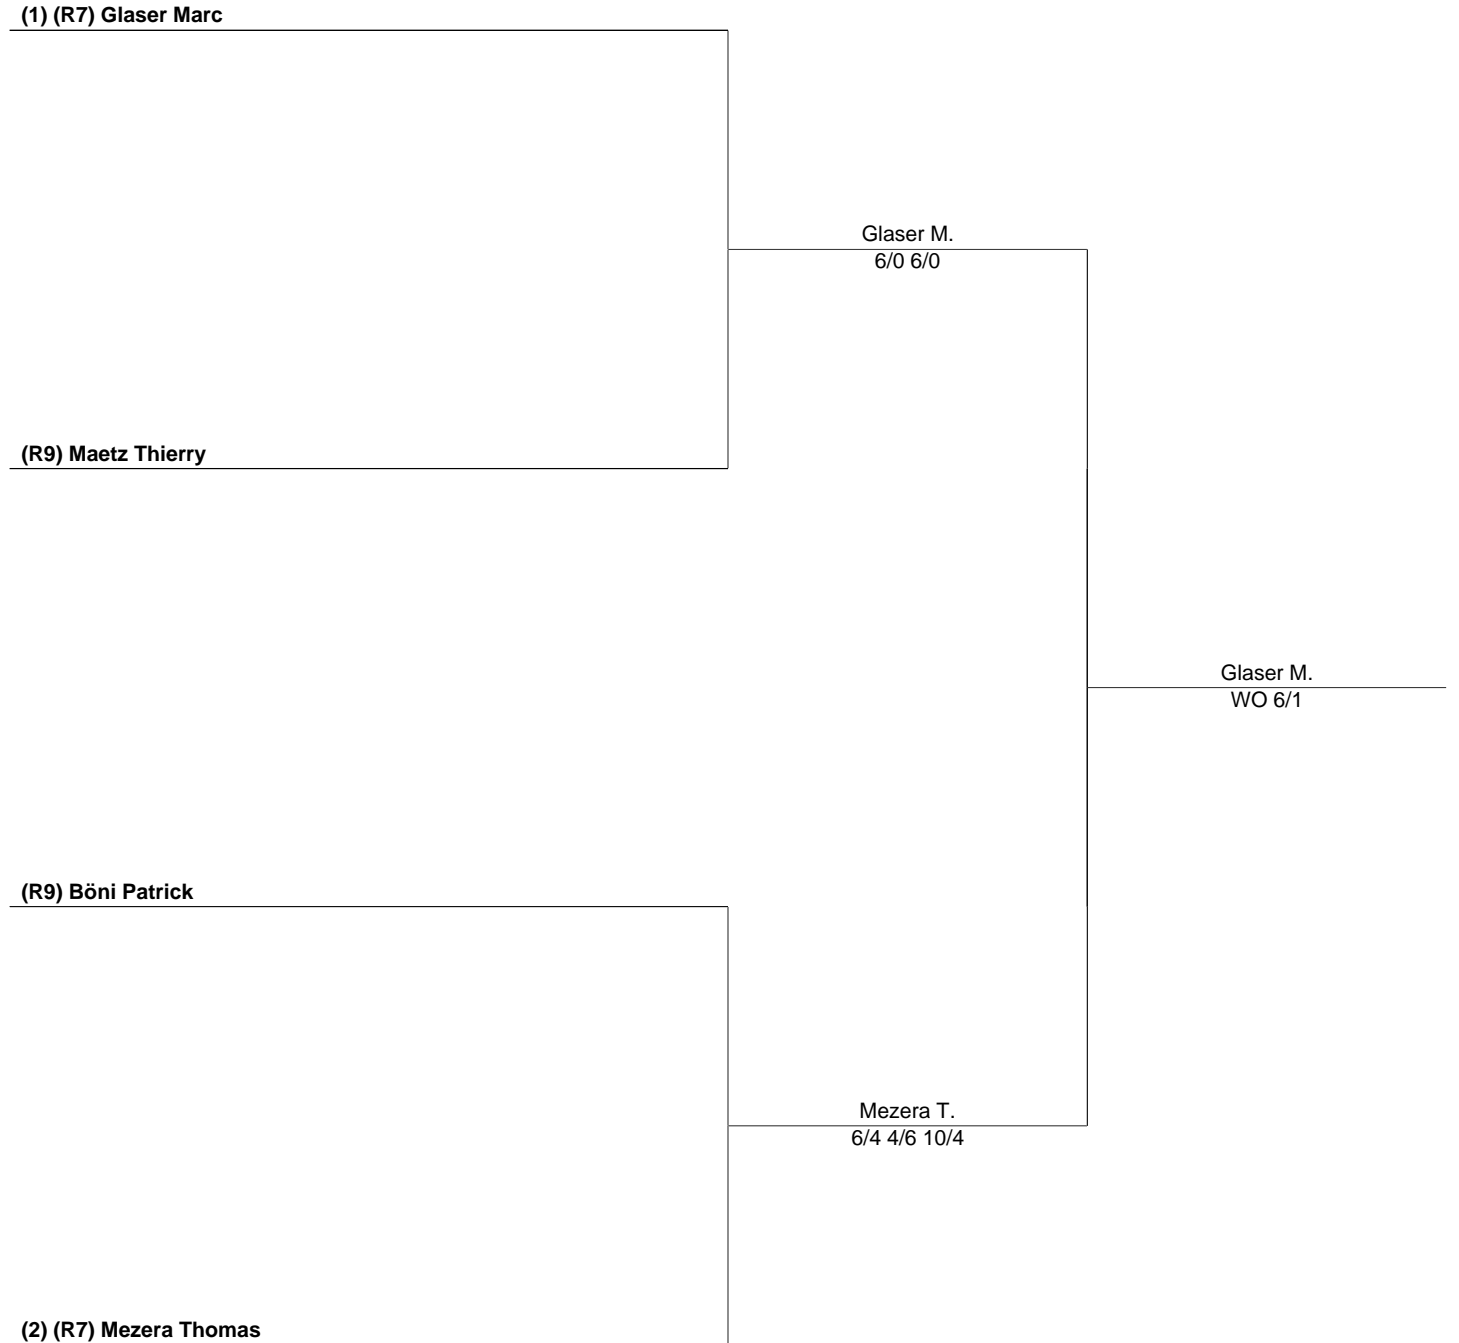 (1) (R7) Glaser Marc
Glaser M.
6/0 6/0
(R9) Maetz Thierry
Glaser M.
WO 6/1
(R9) Böni Patrick
Mezera T.
6/4 4/6 10/4
(2) (R7) Mezera Thomas